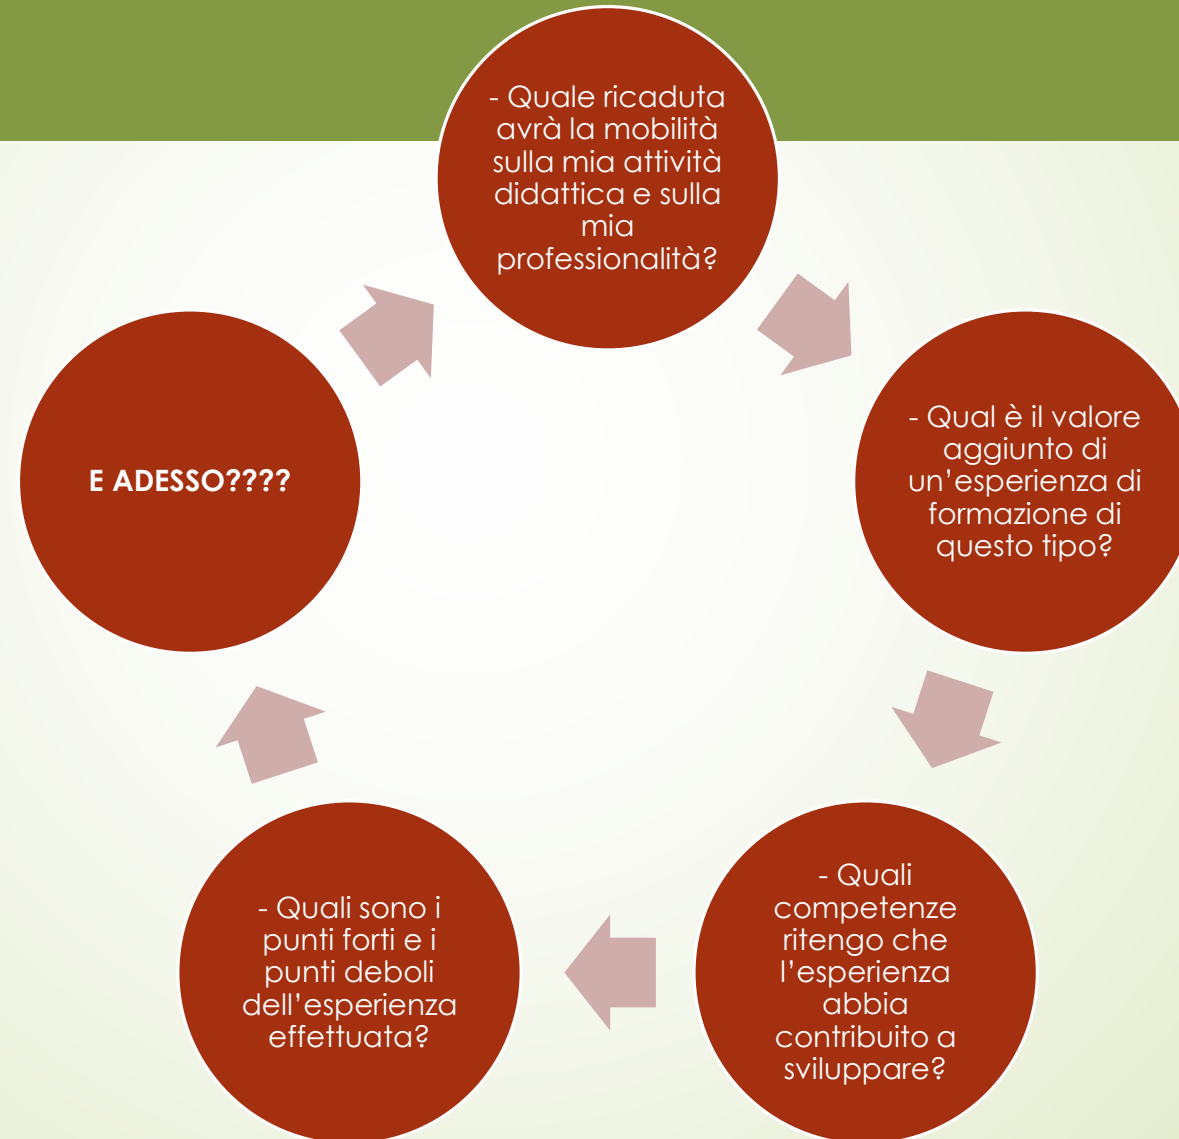 - Quale ricaduta
avrà la mobilità
sulla mia attività
didattica e sulla
mia
professionalità?
- Qual è il valore
aggiunto di
un’esperienza di
formazione di
questo tipo?
- Quali
competenze
ritengo che
l’esperienza
abbia
contribuito a
sviluppare?
- Quali sono i
punti forti e i
punti deboli
dell’esperienza
effettuata?
E ADESSO????